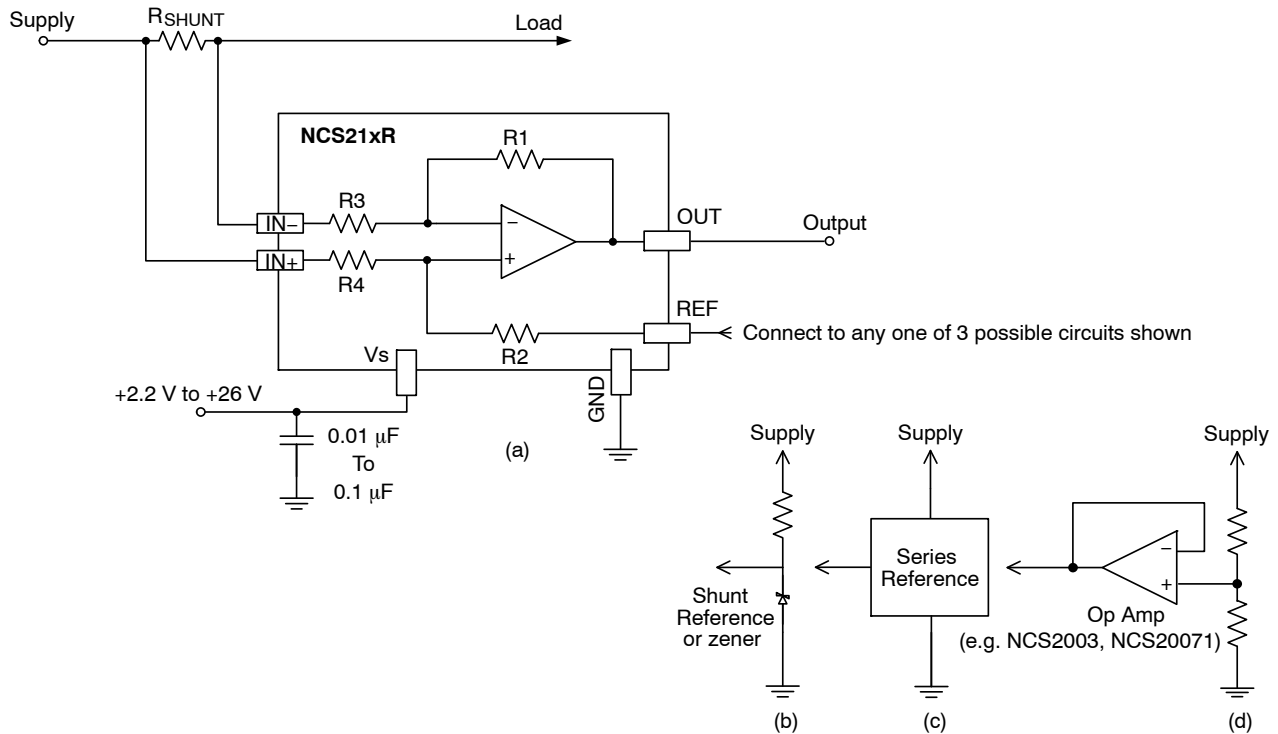 Supply
R_SHUNT
Load
NCS21xR
R1
R3
IN−
−
OUT
Output
IN+
+
R4
REF
Connect to any one of 3 possible circuits shown
Vs
R2
GND
+2.2 V to +26 V
0.01 μF
To
0.1 μF
(a)
Supply
Supply
Supply
Shunt
Reference
or zener
Series
Reference
−
+
Op Amp
(e.g. NCS2003, NCS20071)
(b)
(c)
(d)